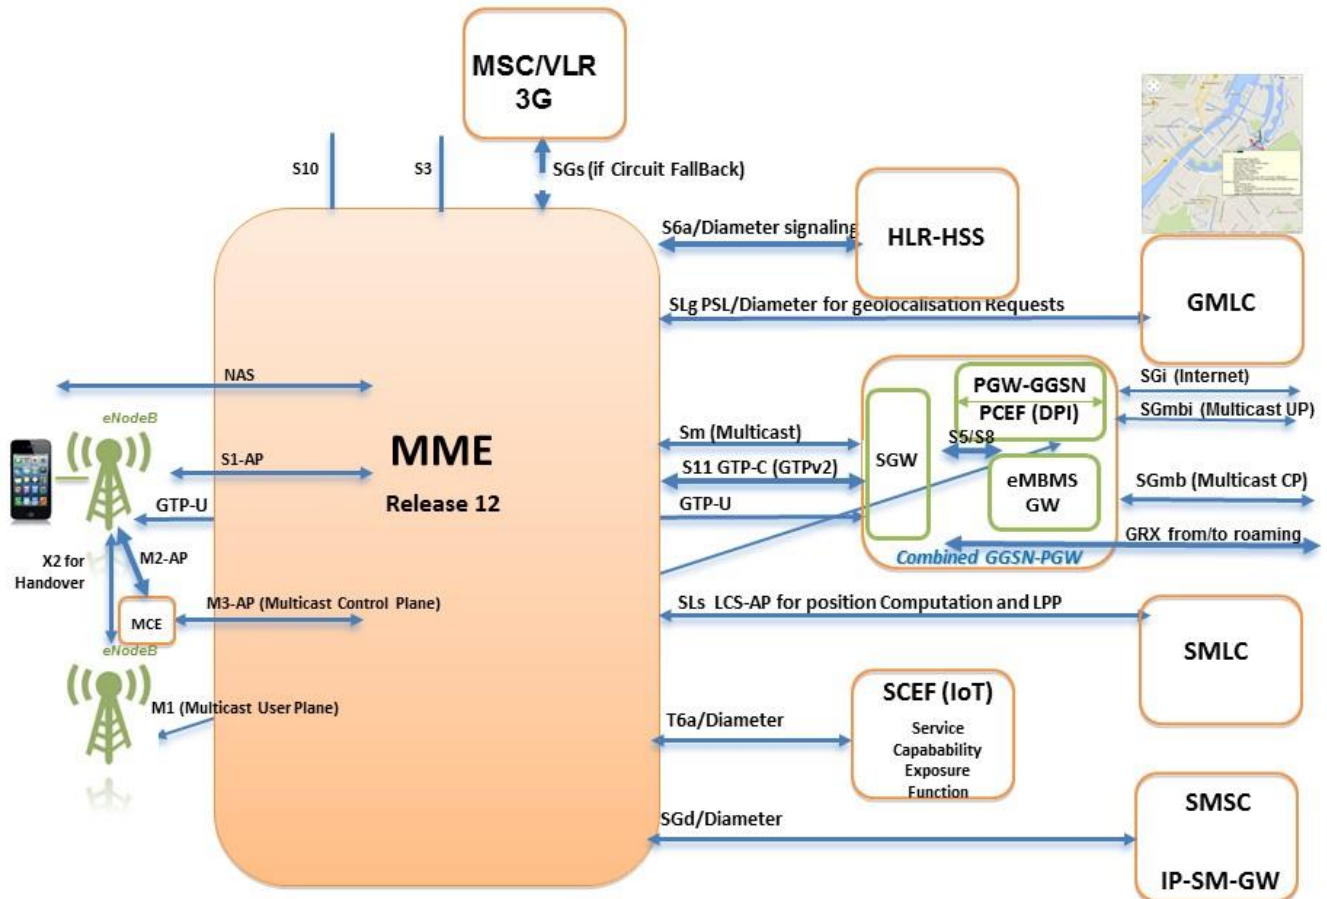 MSC/VLR
3G
S10
S3
SGs (if Circuit FallBack)
S6a/Diameter signaling
HLR-HSS
SLg PSL/Diameter for geolocalisation Requests
GMLC
NAS
PGW-GGSN
PCEF (DPI)
SGi (Internet)
SGmbi (Multicast UP)
eNodeB
MME
Release 12
Sm (Multicast)
S5/S8
SGW
S1-AP
S11 GTP-C (GTPv2)
eMBMS
GW
SGmb (Multicast CP)
GTP-U
GTP-U
GRX from/to roaming
Combined GGSN-PGW
X2 for
Handover
M2-AP
M3-AP (Multicast Control Plane)
MCE
SLs LCS-AP for position Computation and LPP
SMLC
eNodeB
M1 (Multicast User Plane)
SCEF (IoT)
T6a/Diameter
Service
Capabability
Exposure
Function
SGd/Diameter
SMSC
IP-SM-GW